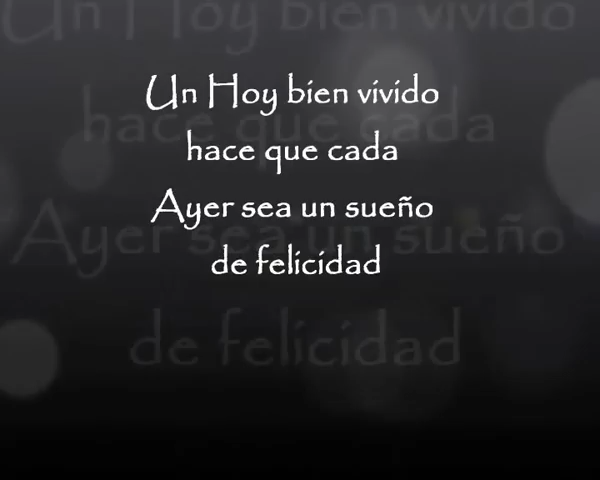 Un Hoy bien vivido
hace que cada
Ayer sea un sueño
de felicidad